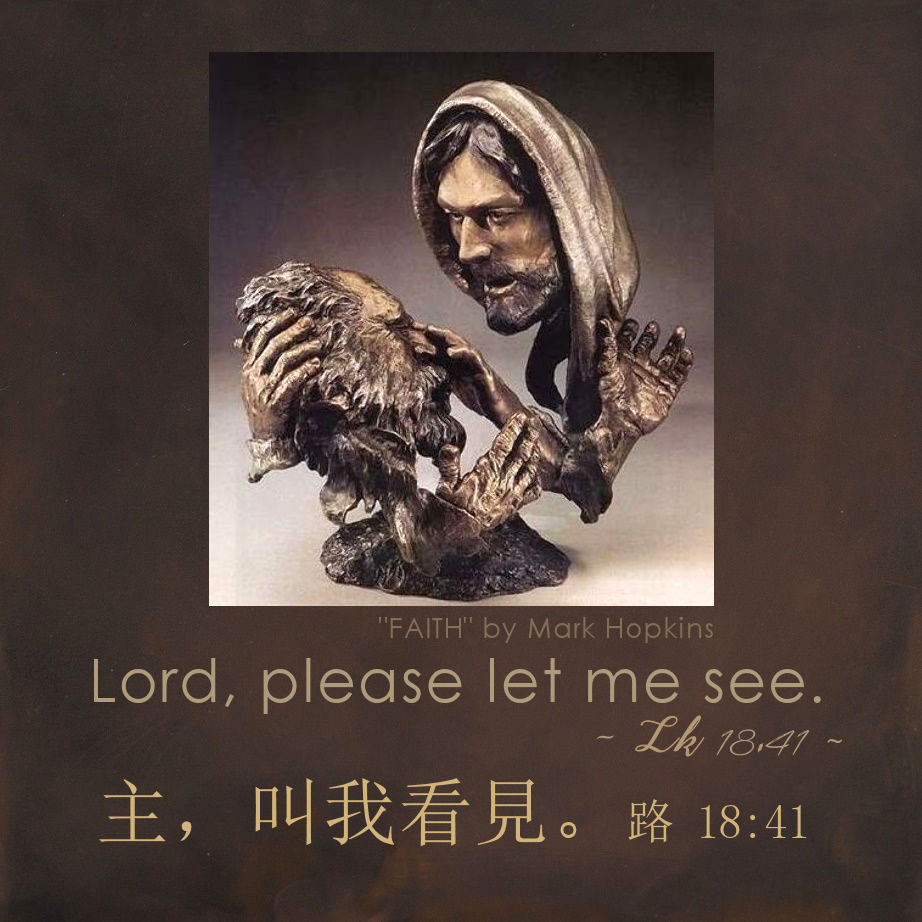 "FAITH" by Mark Hopkins
Lord, please let me see.
~ Lk 18:41 ~
主，叫我看見。路 18:41